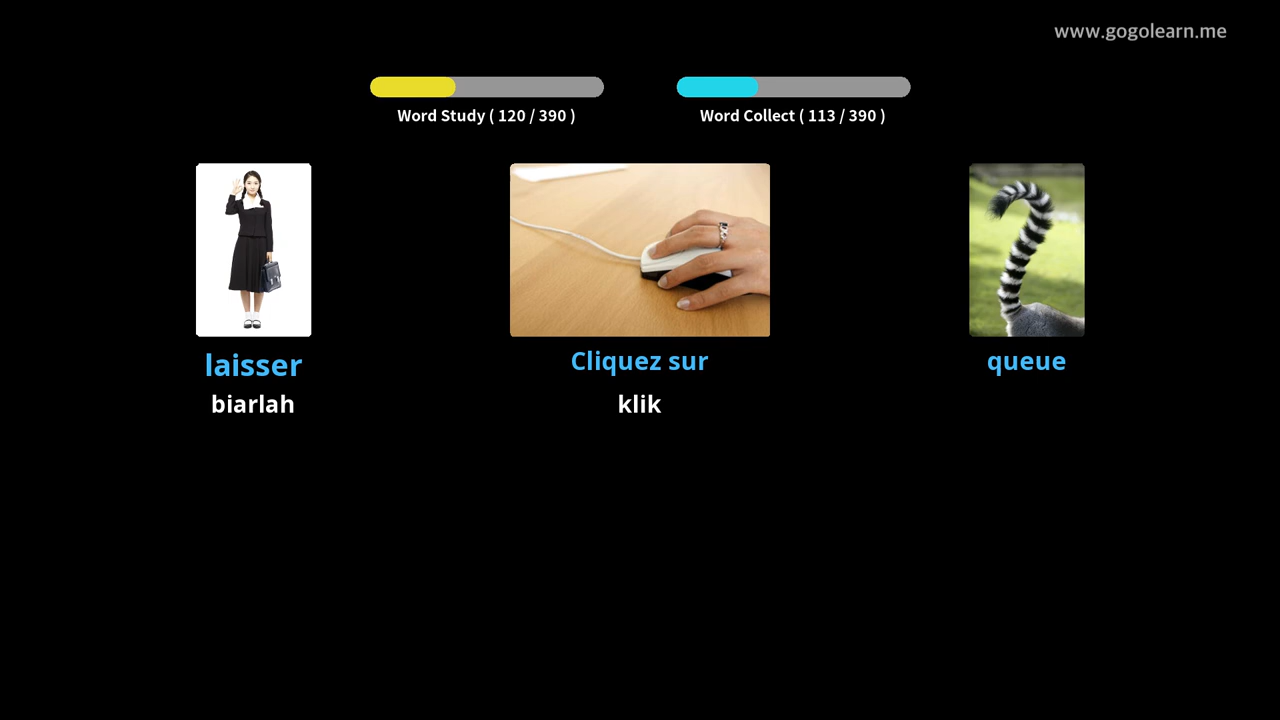 www.gogolearn.me
Word Study ( 120 / 390 )
Word Collect ( 113 / 390 )
laisser
biarlah
Cliquez sur
klik
queue